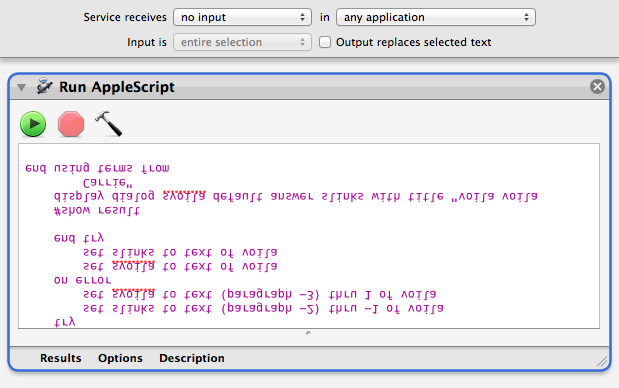 Service receives no input in any application
Input is entire selection Output replaces selected text
Run AppleScript
try
set slinks to text (paragraph -2) thru -1 of voila
set svoila to text (paragraph -3) thru 1 of voila
on error
set svoila to text of voila
set slinks to text of voila
end try
#show result
display dialog svoila default answer slinks with title "voila voila
Carrie"
end using terms from
Results Options Description